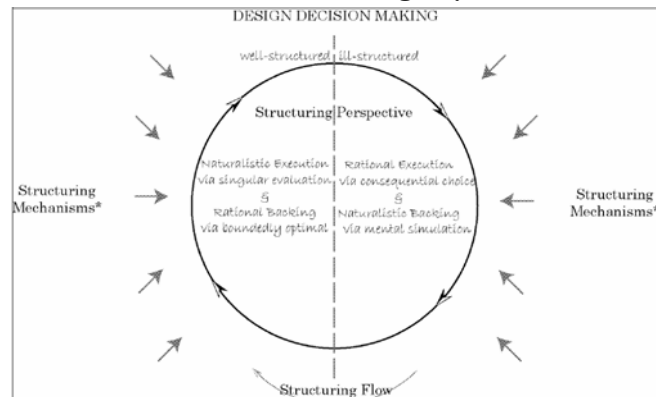 DESIGN DECISION MAKING
well-structured ill-structured
Structuring Perspective
Naturalistic Execution
via singular evaluation
&
Rational Backing
via boundedly optimal
Rational Execution
via consequential choice
&
Naturalistic Backing
via mental simulation
Structuring
Mechanisms*
Structuring
Mechanisms*
Structuring Flow